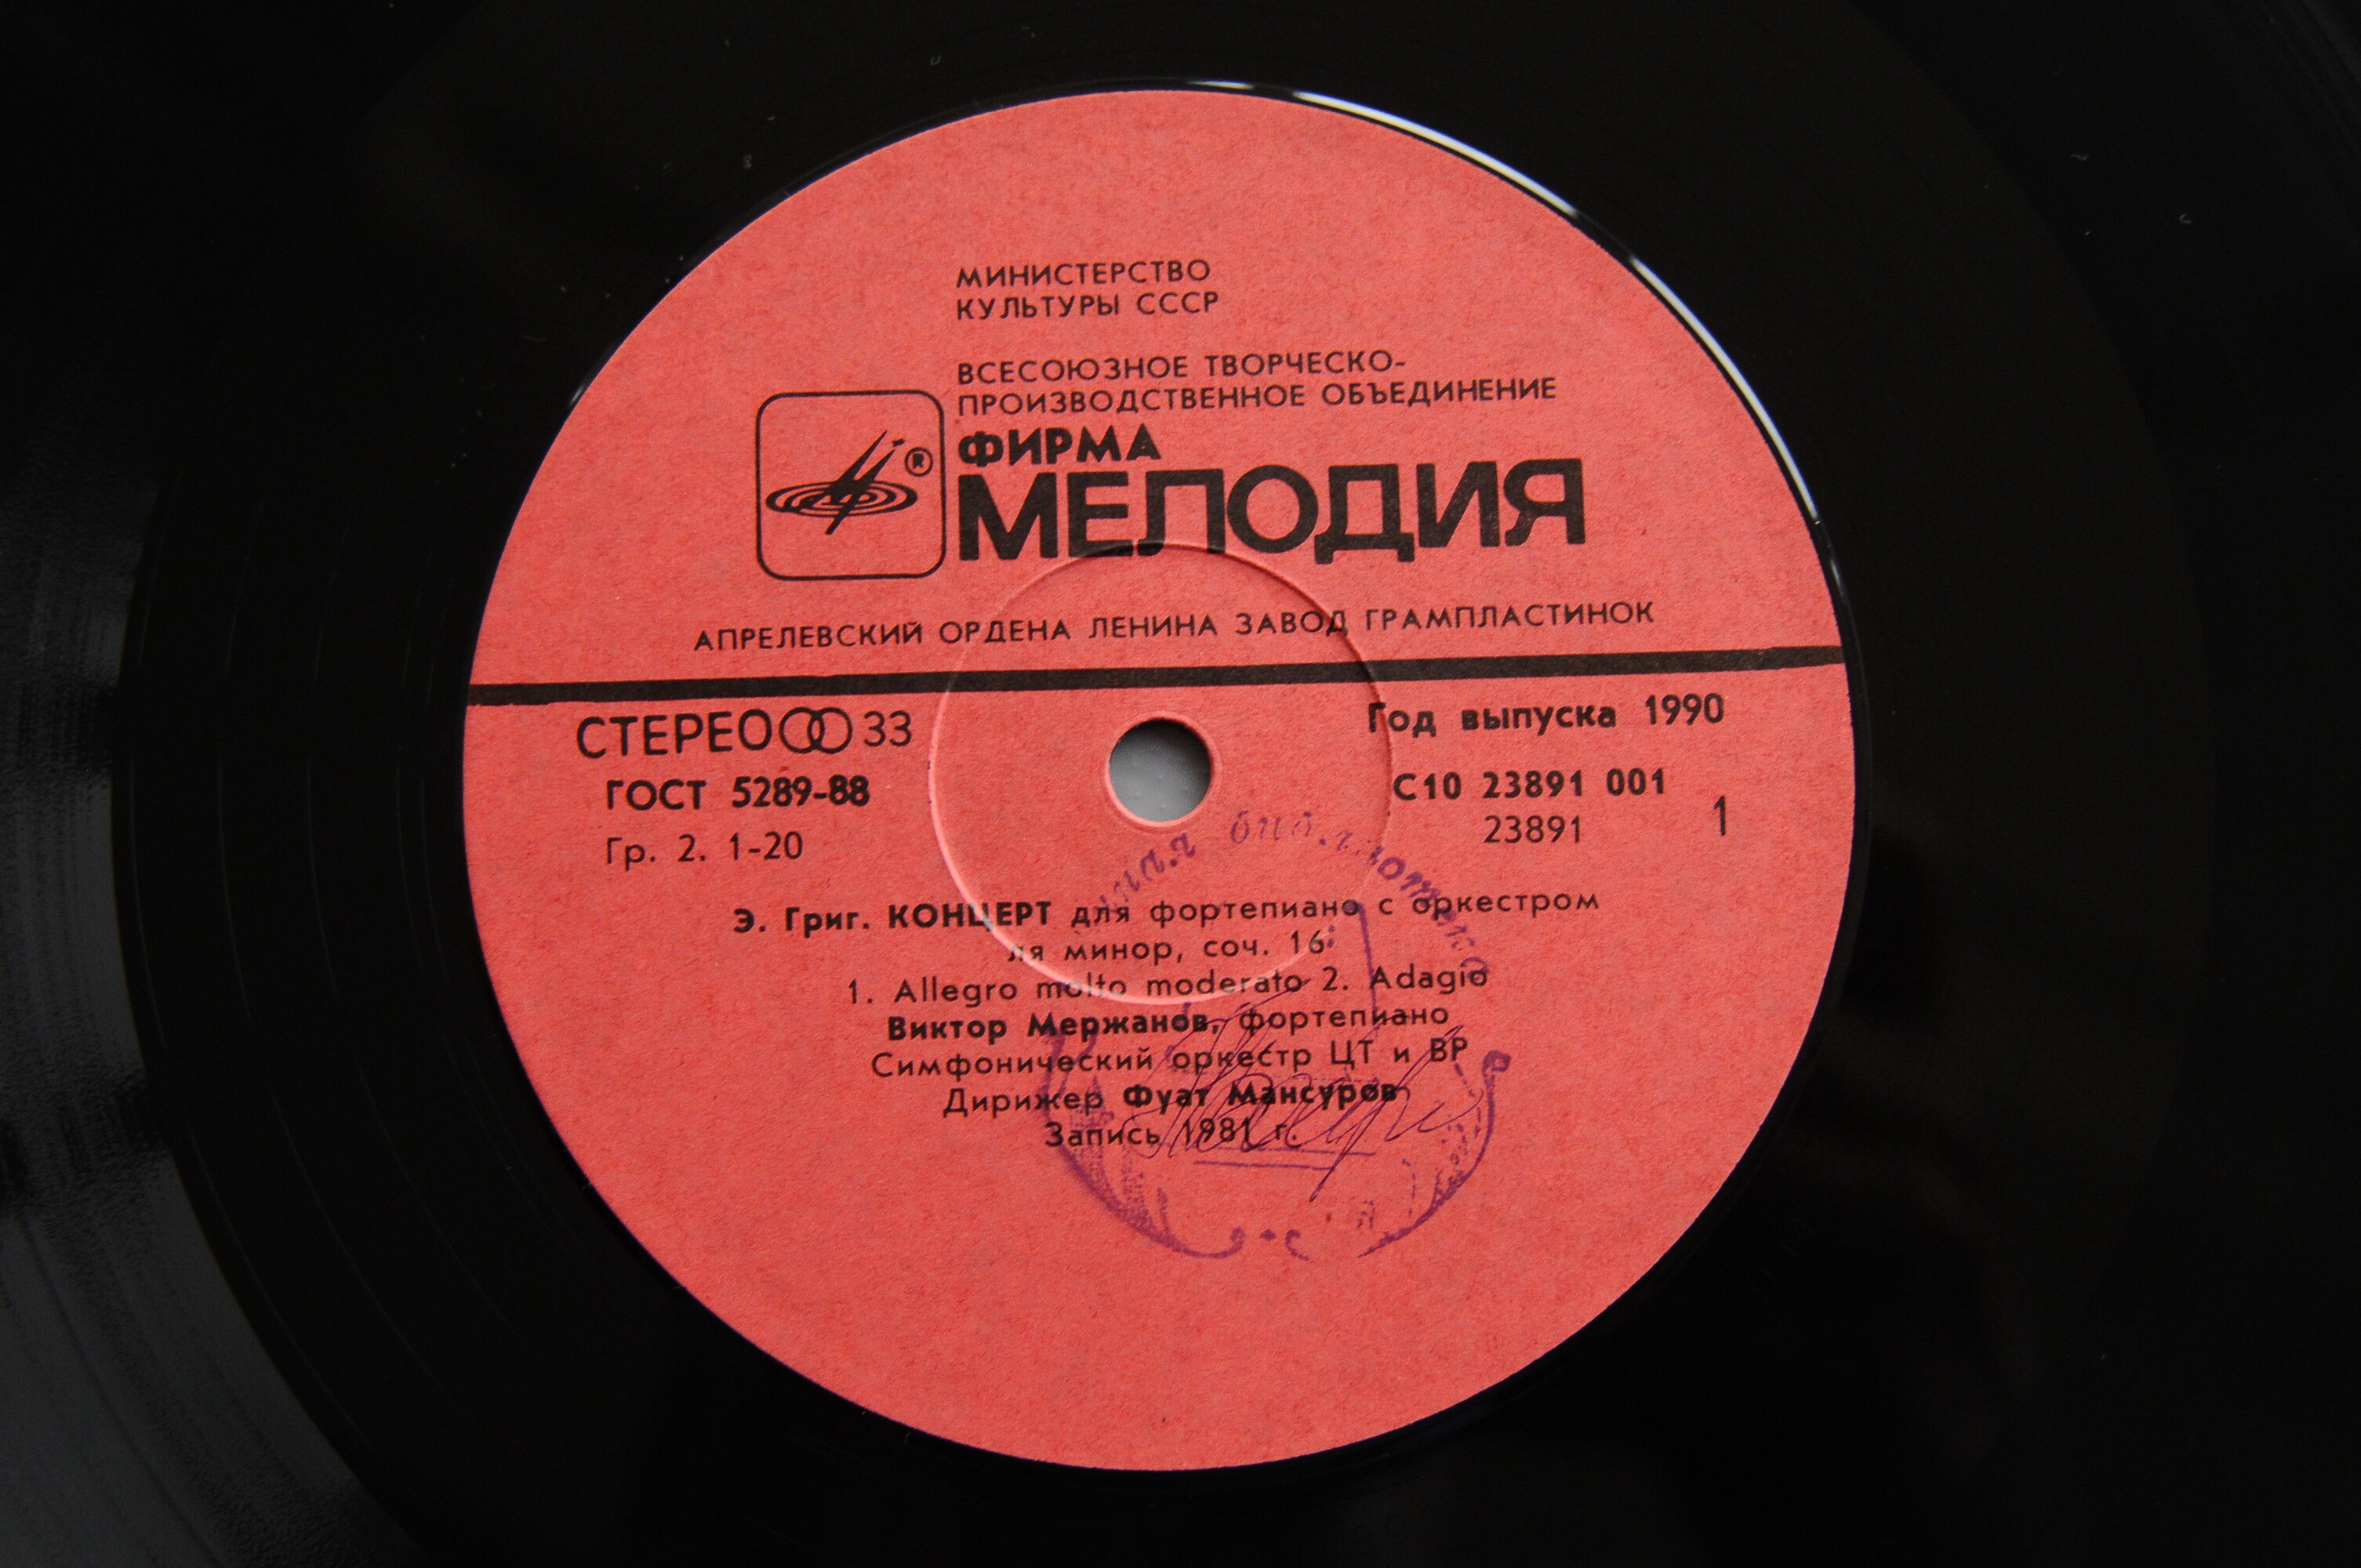 МИНИСТЕРСТВО
КУЛЬТУРЫ СССР
ВСЕСОЮЗНОЕ ТВОРЧЕСКО-
ПРОИЗВОДСТВЕННОЕ ОБЪЕДИНЕНИЕ
ФИРМА
®
МЕЛОДИЯ
АПРЕЛЕВСКИЙ ОРДЕНА ЛЕНИНА ЗАВОД ГРАМПЛАСТИНОК
СТЕРЕО 33
Год выпуска 1990
ГОСТ 5289-88
С10 23891 001
Гр. 2. 1-20
23891
1
Э. Григ. КОНЦЕРТ для фортепиано с оркестром
ля минор, соч. 16:
1. Allegro molto moderato 2. Adagio
Виктор Мержанов, фортепиано
Симфонический оркестр ЦТ и ВР
Дирижер Фуат Мансуров
Запись 1981 г.